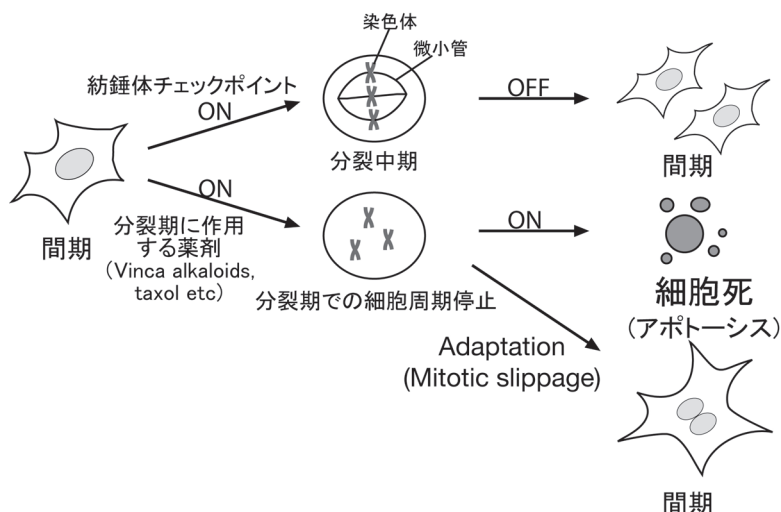 染色体
微小管
紡錘体チェックポイント
ON
OFF
分裂中期
間期
間期
ON
ON
分裂期に作用
する薬剤
(Vinca alkaloids,
taxol etc)
分裂期での細胞周期停止
細胞死
(アポトーシス)
Adaptation
(Mitotic slippage)
間期